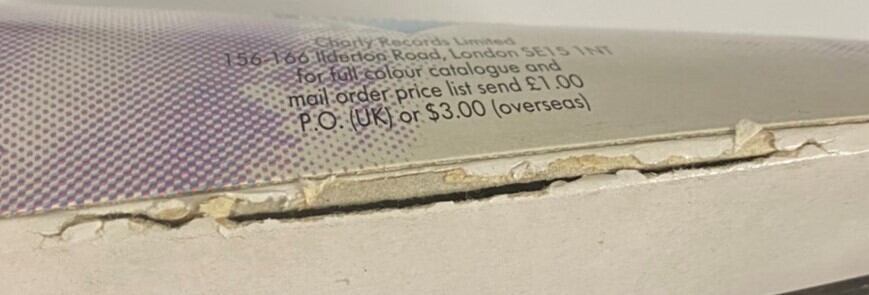 Charly Records Limited
156-166 Ilderton Road, London SE15 1NT
for full colour catalogue and
mail order price list send £1.00
P.O. (UK) or $3.00 (overseas)